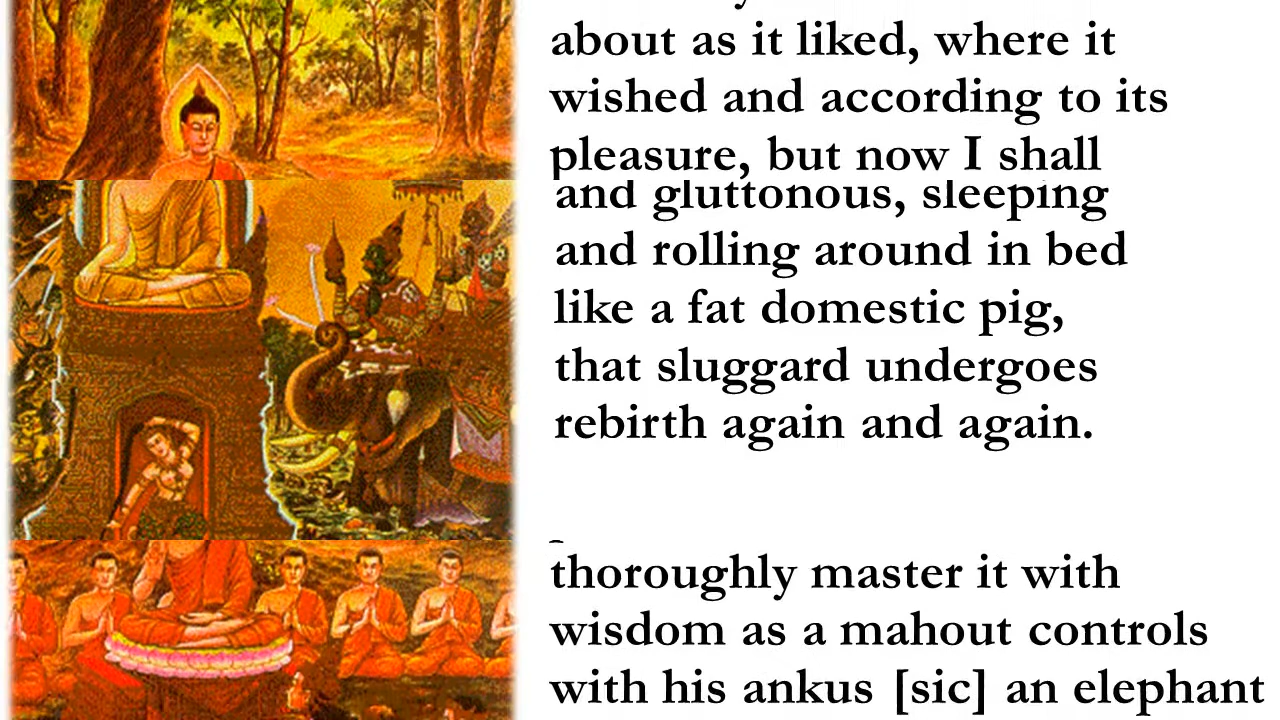 about as it liked, where it
wished and according to its
pleasure, but now I shall
and gluttonous, sleeping
and rolling around in bed
like a fat domestic pig,
that sluggard undergoes
rebirth again and again.
thoroughly master it with
wisdom as a mahout controls
with his ankus [sic] an elephant